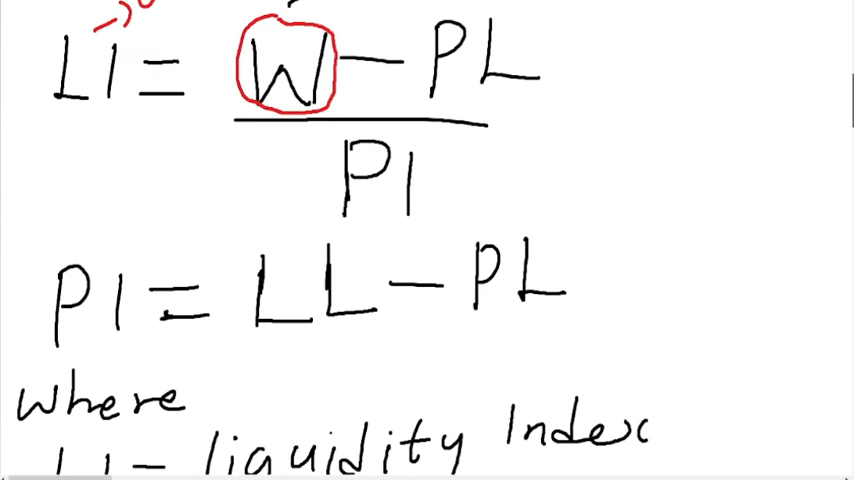 LI = W - PL
PI
PI = LL - PL
where
LI - liquidity Index